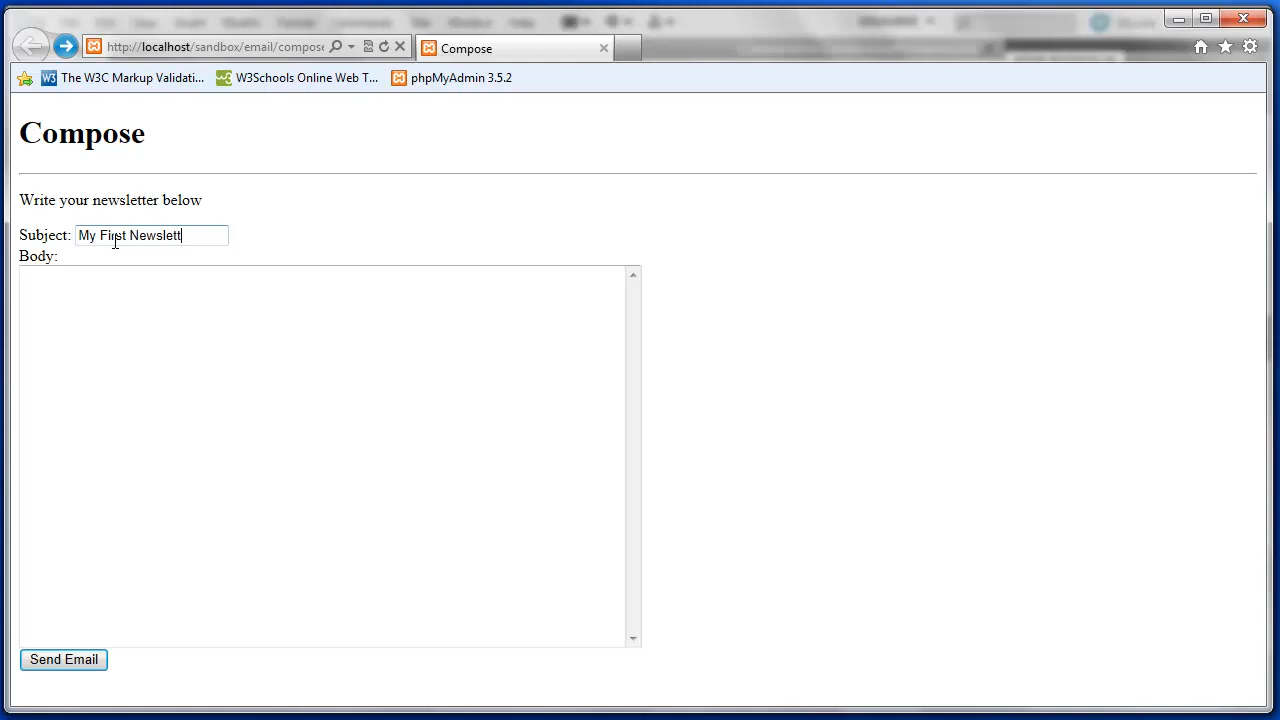 http://localhost/sandbox/email/compose
Compose
The W3C Markup Validati...
W3Schools Online Web T...
phpMyAdmin 3.5.2
Compose
Write your newsletter below
Subject: My First Newslett
Body:
Send Email